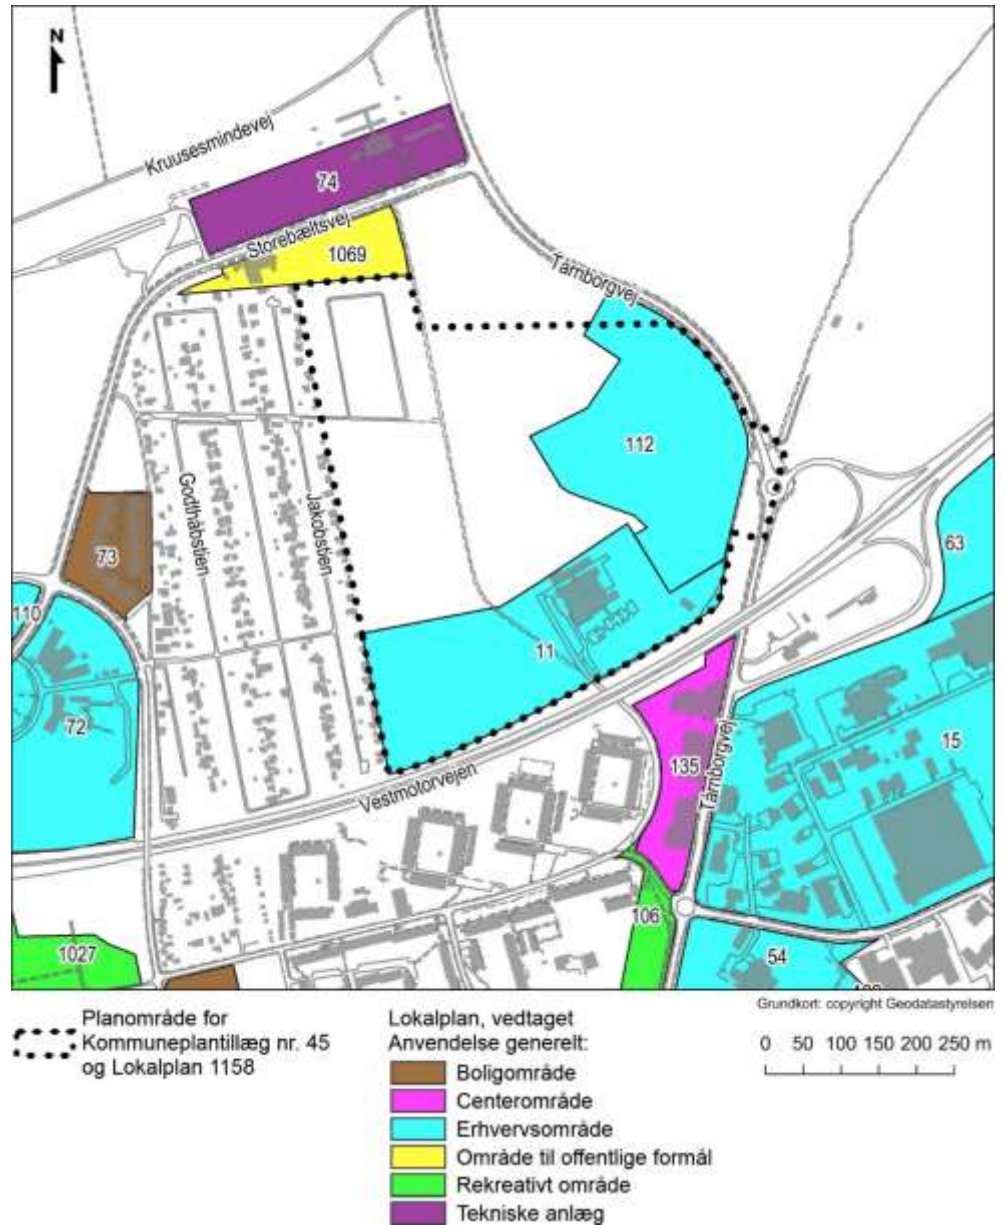 N
Kruusesmindevej
74
Storebæltsvej
1069
Tårnborgvej
112
Godthåbstien
Jakobstien
73
63
110
11
72
15
135
Tårnborgvej
Vestmotorvejen
106
1027
54
Grundkort: copyright Geodatastyrelsen
Planområde for
Kommuneplantillæg nr. 45
og Lokalplan 1158
Lokalplan, vedtaget
Anvendelse generelt:
Boligområde
Centerområde
Erhvervsområde
Område til offentlige formål
Rekreativt område
Tekniske anlæg
0 50 100 150 200 250 m